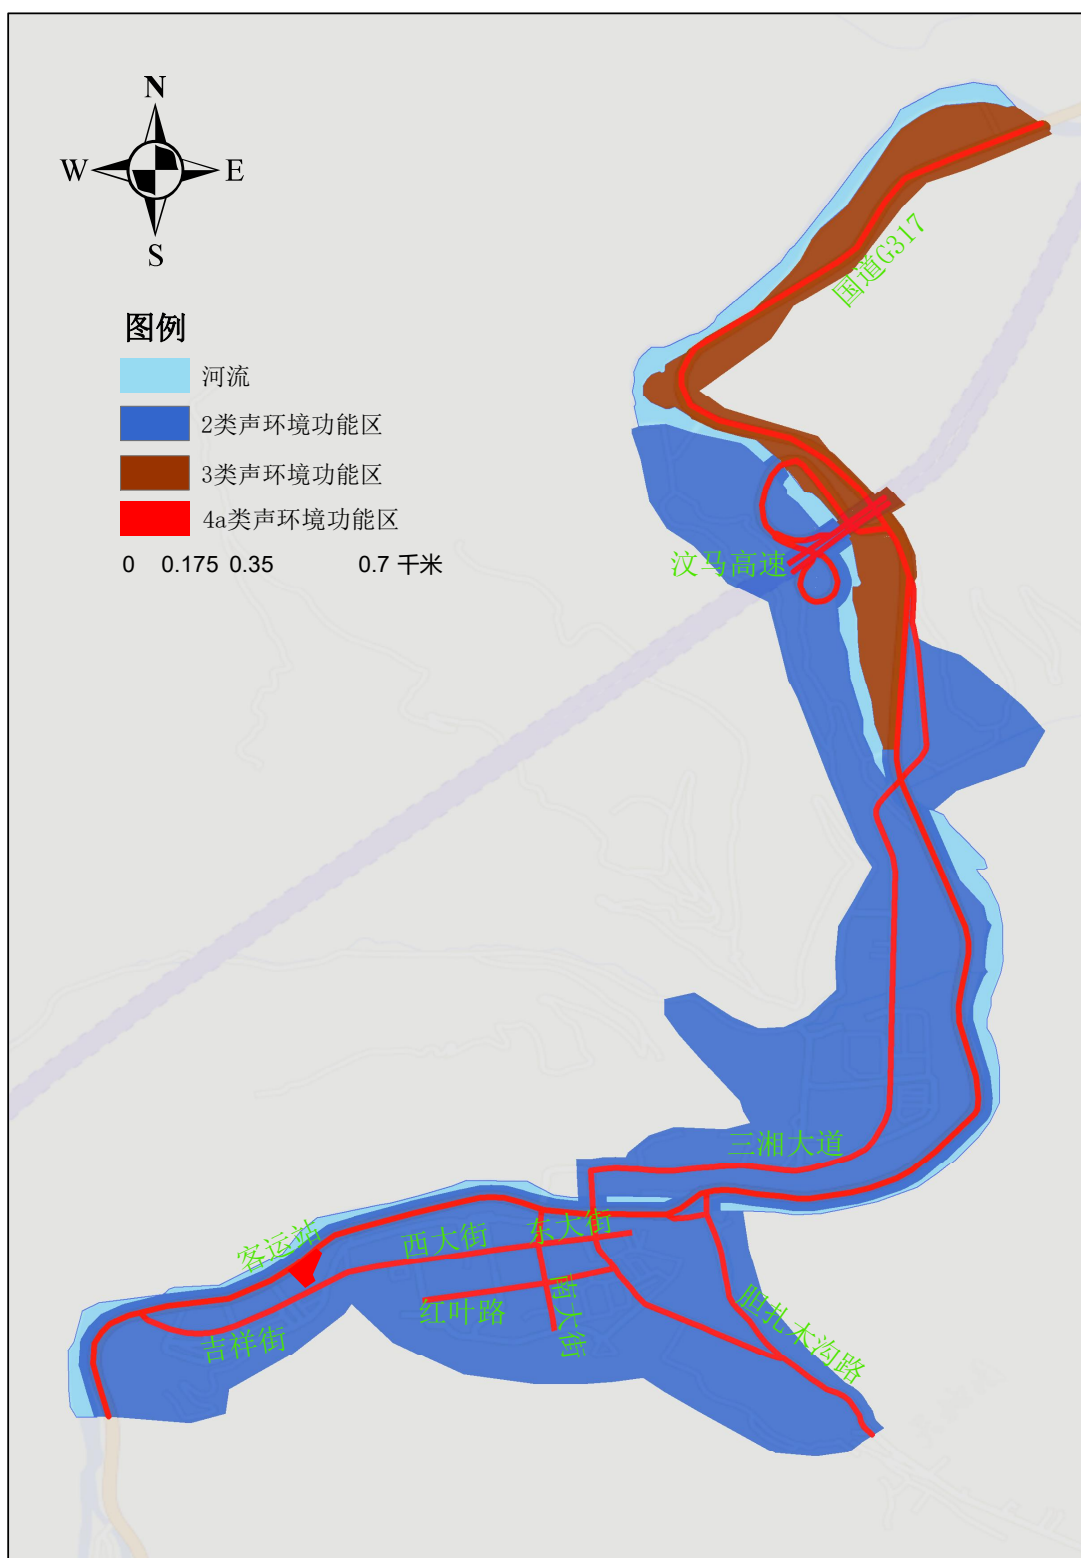 N
W E
S
国道G317
图例
河流
2类声环境功能区
3类声环境功能区
4a类声环境功能区
0 0.175 0.35 0.7 千米
汶马高速
三湘大道
客运站
西大街
东大街
胆扎木沟路
红叶路
南大街
吉祥街